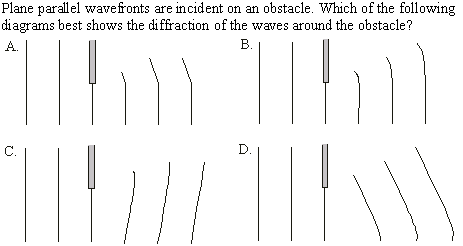 Plane parallel wavefronts are incident on an obstacle. Which of the following
diagrams best shows the diffraction of the waves around the obstacle?
A.
B.
C.
D.